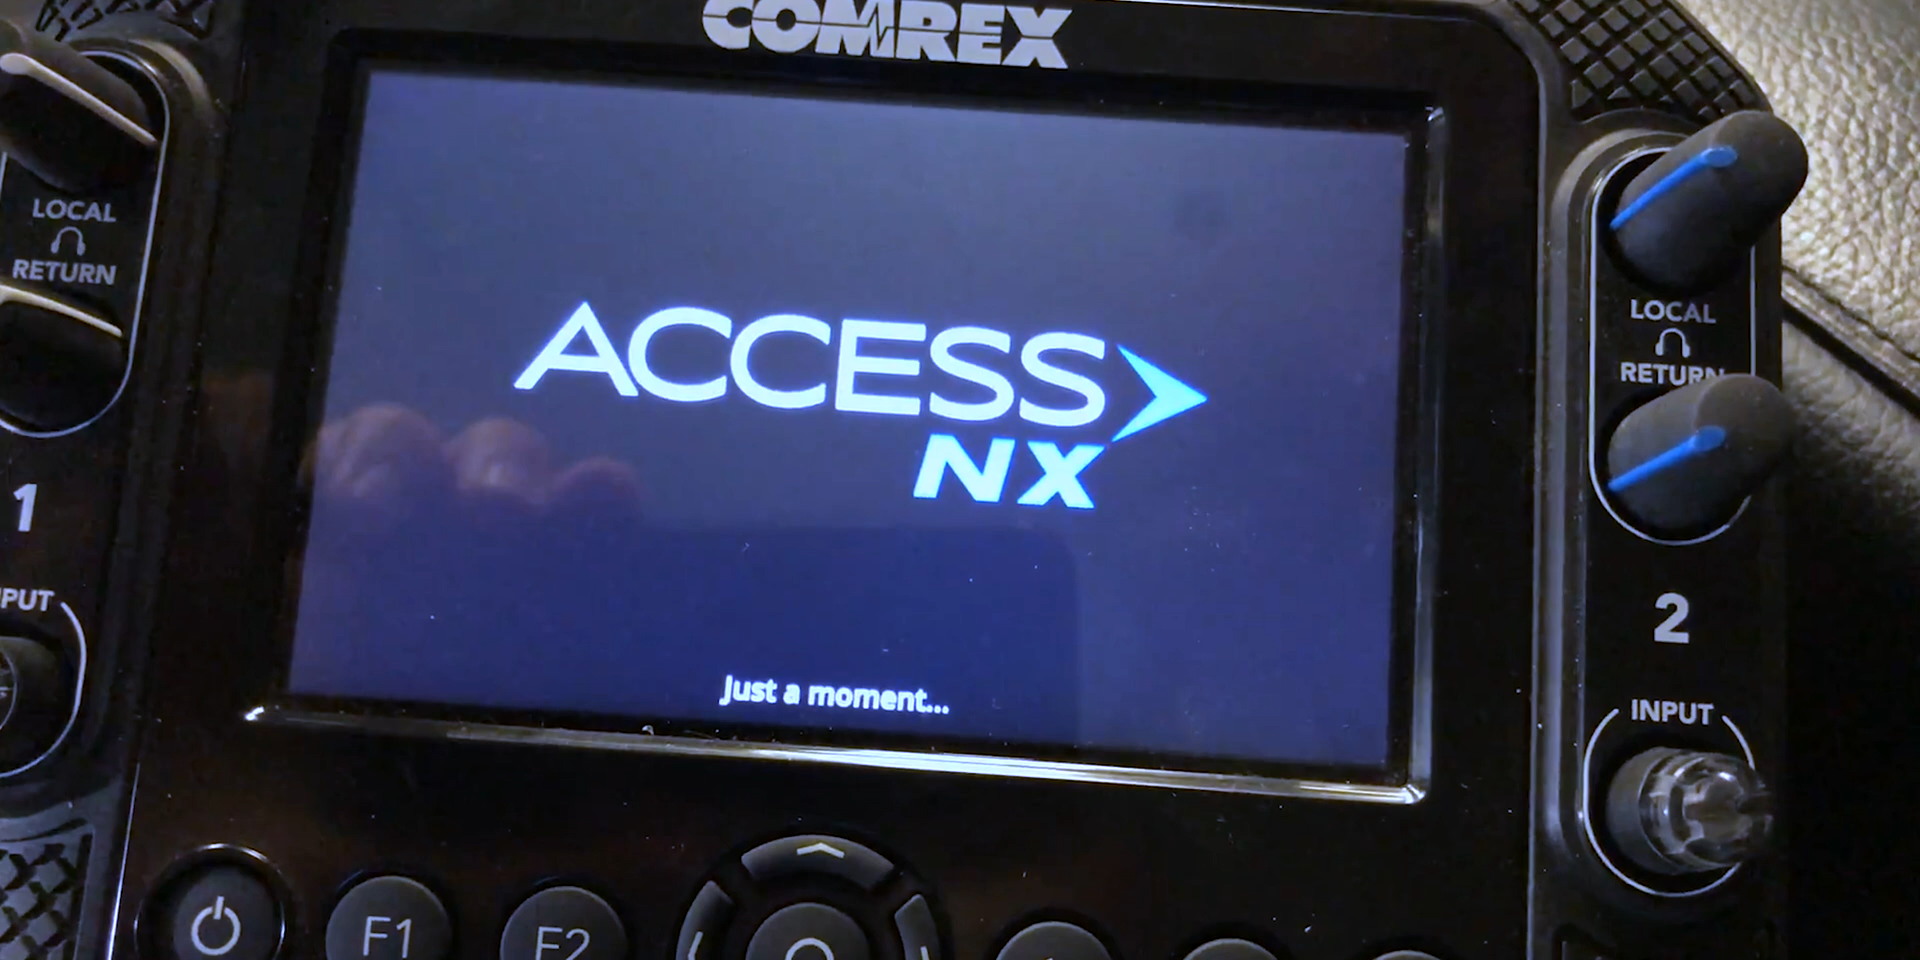 COMREX
LOCAL
RETURN
1
ACCESS
NX
Just a moment...
LOCAL
RETURN
2
INPUT
F1
F2